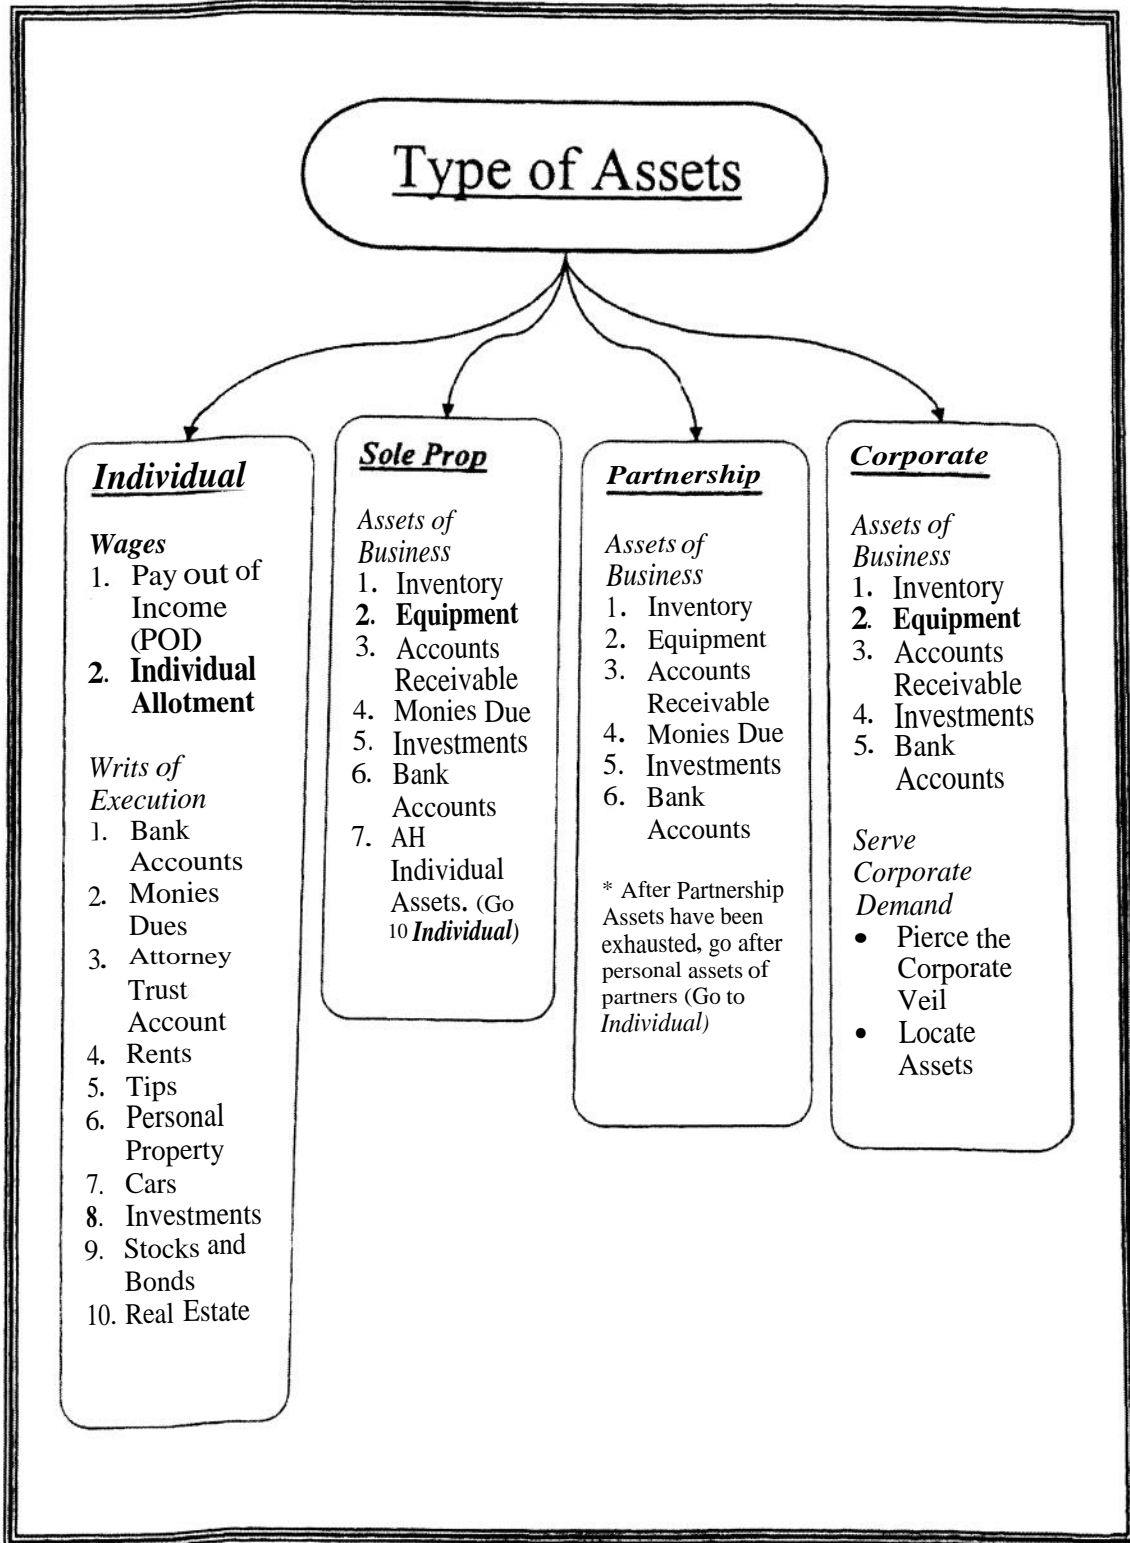 Type of Assets
Individual
Wages
1. Pay out of
Income
(POI)
2. Individual
Allotment
Writs of
Execution
1. Bank
Accounts
2. Monies
Dues
3. Attorney
Trust
Account
4. Rents
5. Tips
6. Personal
Property
7. Cars
8. Investments
9. Stocks and
Bonds
10. Real Estate
Sole Prop
Assets of
Business
1. Inventory
2. Equipment
3. Accounts
Receivable
4. Monies Due
5. Investments
6. Bank
Accounts
7. AH
Individual
Assets. (Go
10 Individual)
Partnership
Assets of
Business
1. Inventory
2. Equipment
3. Accounts
Receivable
4. Monies Due
5. Investments
6. Bank
Accounts
* After Partnership
Assets have been
exhausted, go after
personal assets of
partners (Go to
Individual)
Corporate
Assets of
Business
1. Inventory
2. Equipment
3. Accounts
Receivable
4. Investments
5. Bank
Accounts
Serve
Corporate
Demand
• Pierce the
Corporate
Veil
• Locate
Assets